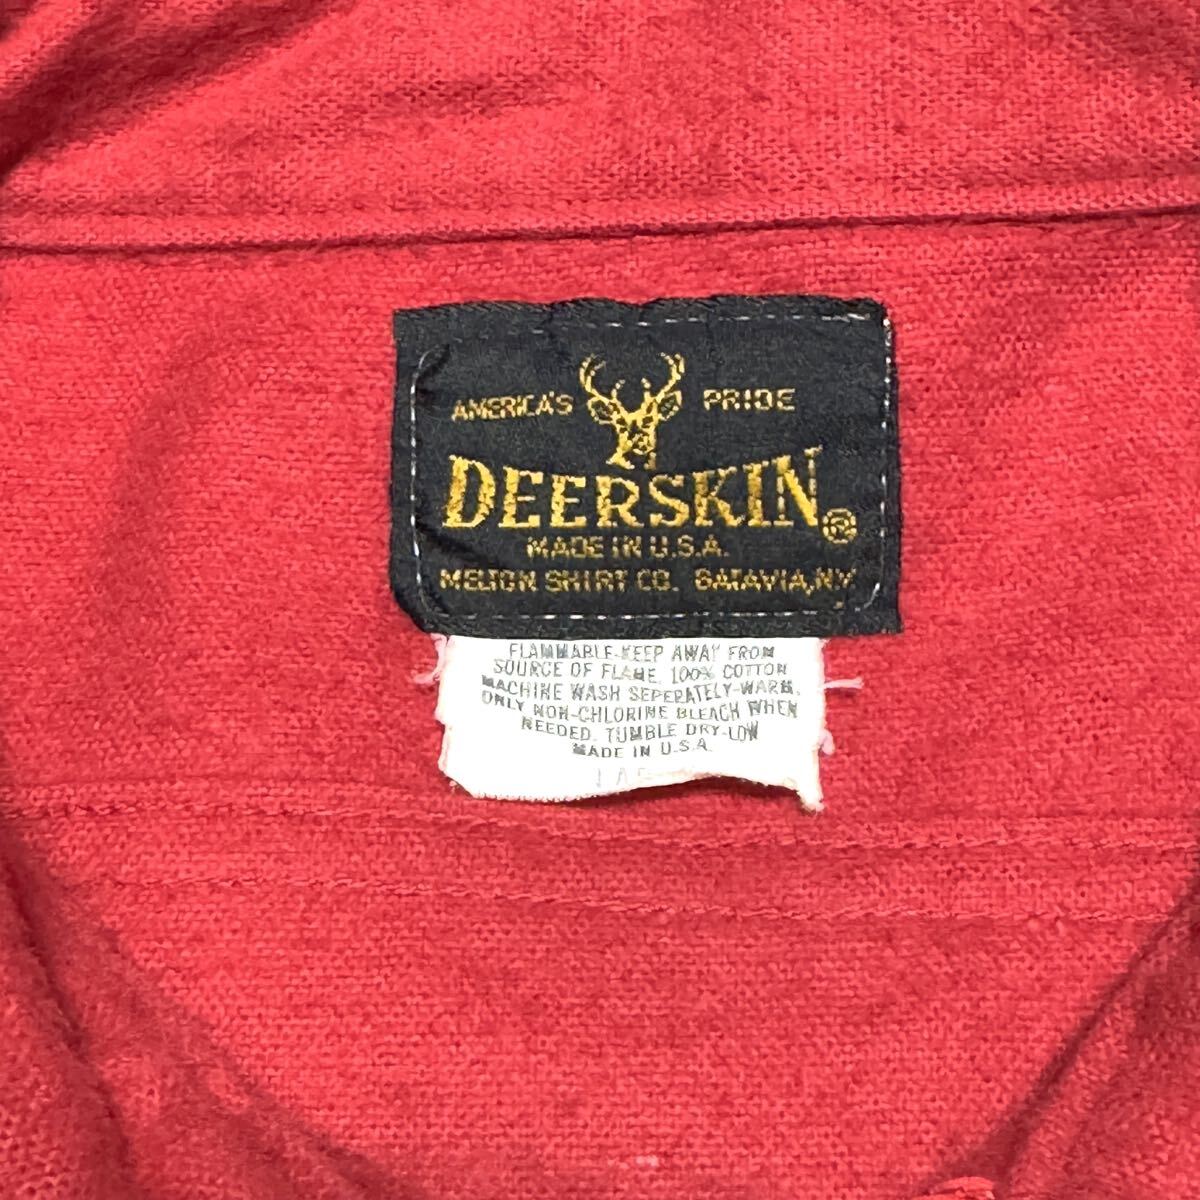 AMERICA'S PRIDE
DEERSKIN®
MADE IN U.S.A.
MELTON SHIRT CO. BATAVIA, NY
FLAMMABLE-KEEP AWAY FROM
SOURCE OF FLAME. 100% COTTON
MACHINE WASH SEPERATELY-WARM.
ONLY NON-CHLORINE BLEACH WHEN
NEEDED. TUMBLE DRY-LOW
MADE IN U.S.A.